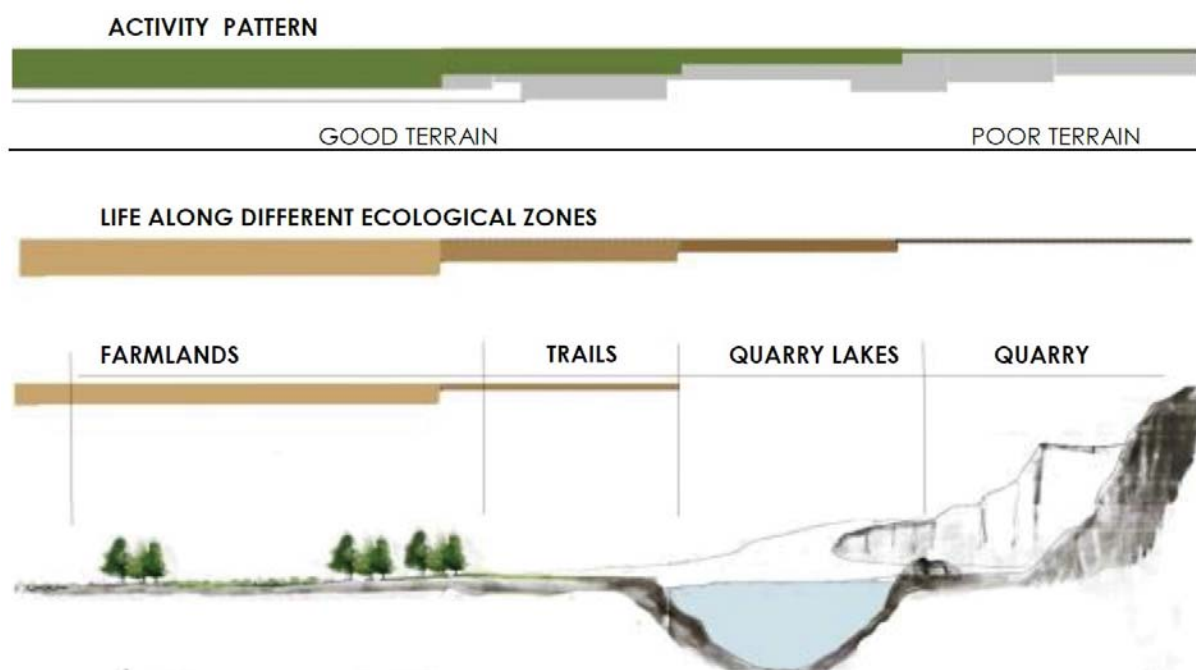 ACTIVITY PATTERN
GOOD TERRAIN
POOR TERRAIN
LIFE ALONG DIFFERENT ECOLOGICAL ZONES
FARMLANDS
TRAILS
QUARRY LAKES
QUARRY